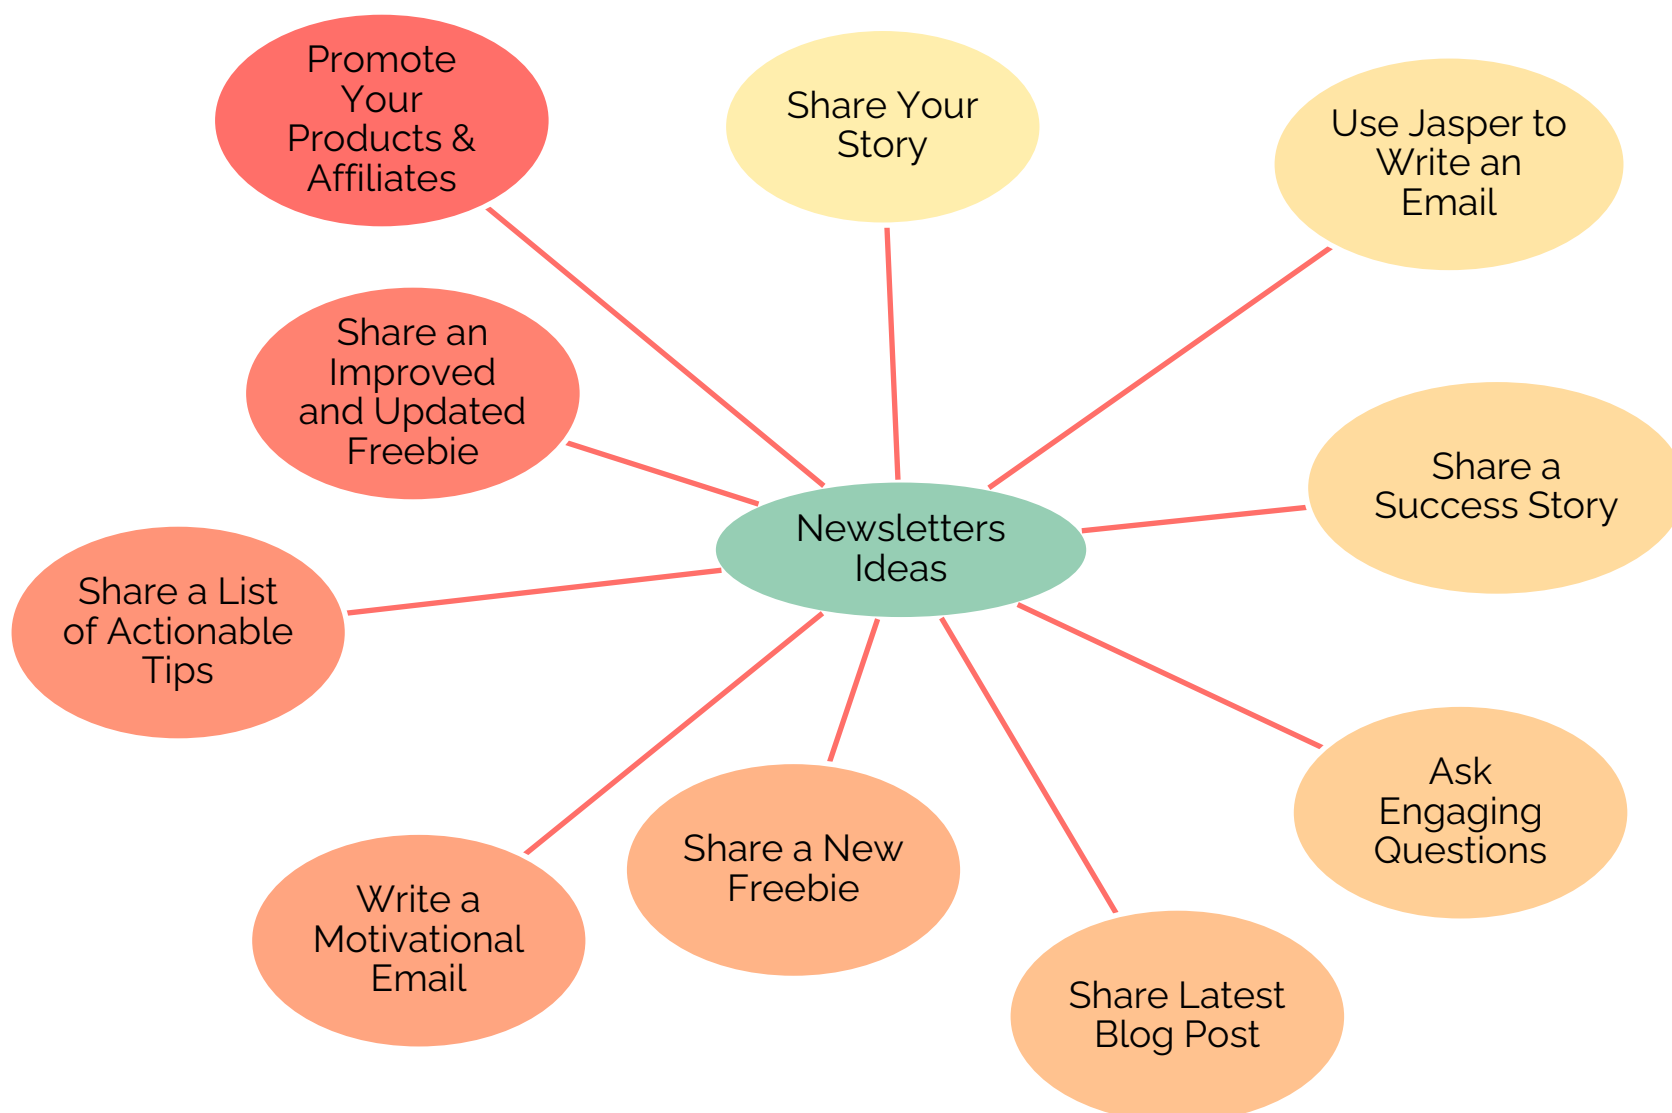 Promote
Your
Products &
Affiliates
Share Your
Story
Use Jasper to
Write an
Email
Share an
Improved
and Updated
Freebie
Share a
Success Story
Newsletters
Ideas
Share a List
of Actionable
Tips
Ask
Engaging
Questions
Share a New
Freebie
Write a
Motivational
Email
Share Latest
Blog Post